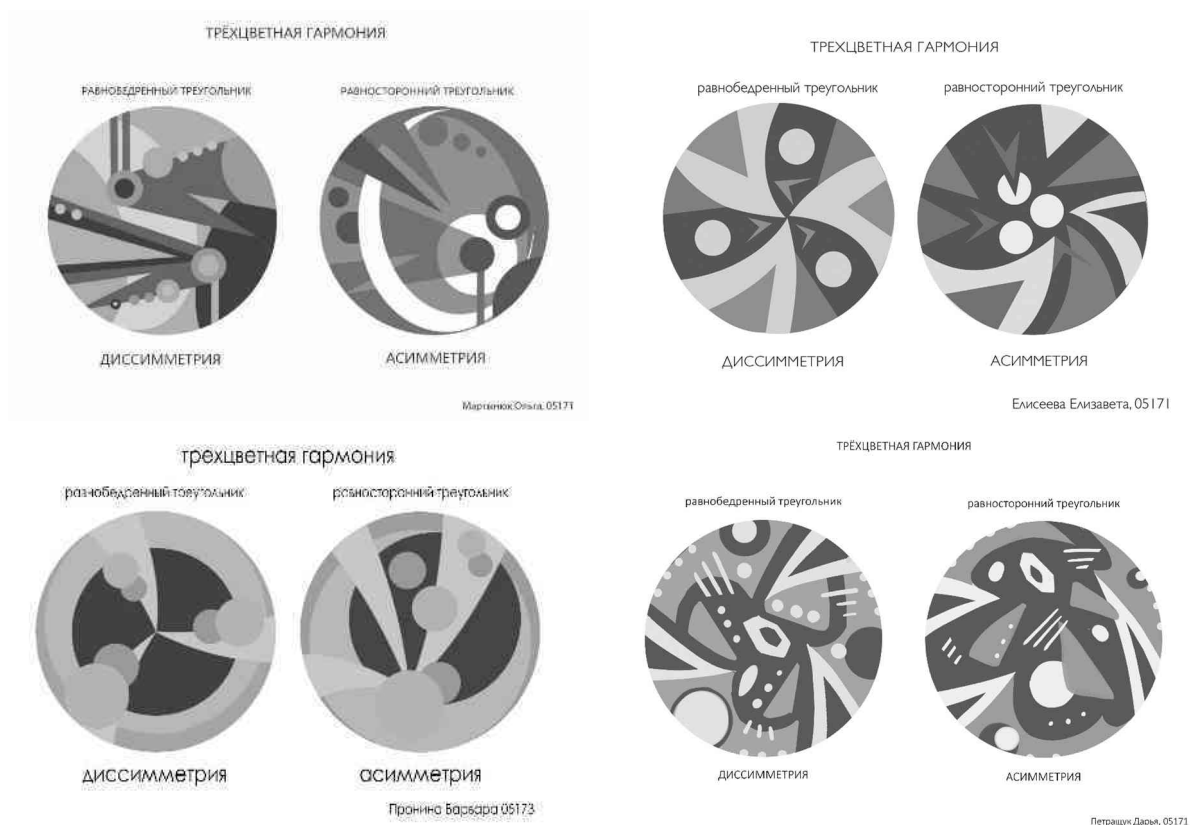 ТРЁХЦВЕТНАЯ ГАРМОНИЯ
РАВНОБЕДРЕННЫЙ ТРЕУГОЛЬНИК
РАВНОСТОРОННИЙ ТРЕУГОЛЬНИК
ДИССИММЕТРИЯ
АСИММЕТРИЯ
Ольга, 05171
ТРЕХЦВЕТНАЯ ГАРМОНИЯ
равнобедренный треугольник
равносторонний треугольник
ДИССИММЕТРИЯ
АСИММЕТРИЯ
Елисеева Елизавета, 05171
трехцветная гармония
равнобедренный треугольник
равносторонний треугольник
диссимметрия
асимметрия
Пронина Варвара 05173
ТРЁХЦВЕТНАЯ ГАРМОНИЯ
равнобедренный треугольник
равносторонний треугольник
ДИССИММЕТРИЯ
АСИММЕТРИЯ
Петращук Дарья, 05171